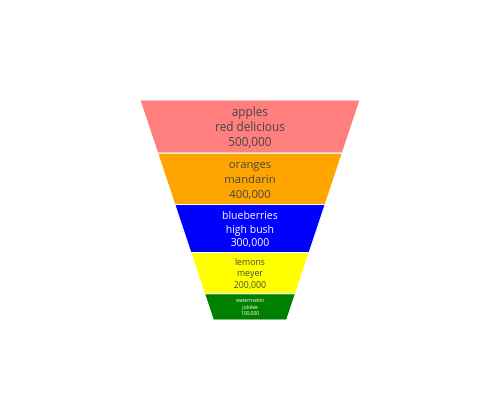 apples
red delicious
500,000
oranges
mandarin
400,000
blueberries
high bush
300,000
lemons
meyer
200,000
watermelon
jubilee
100,000